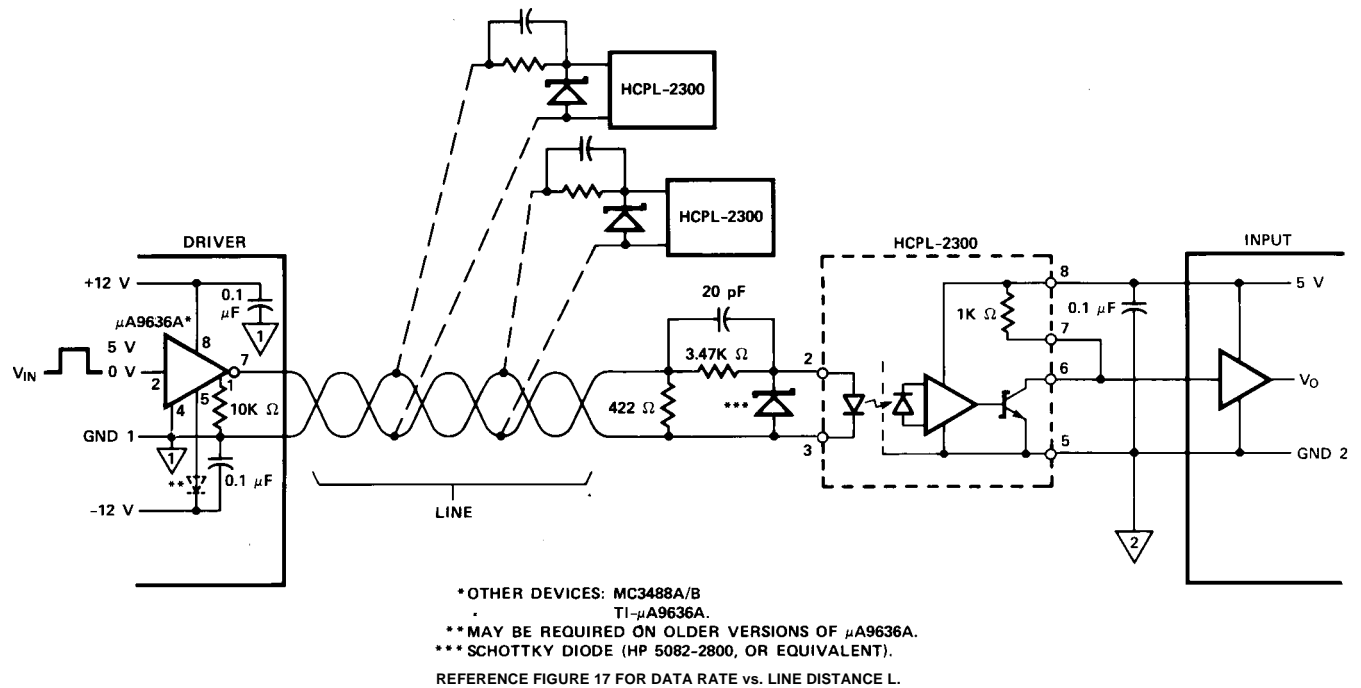 HCPL-2300
HCPL-2300
DRIVER
HCPL-2300
INPUT
+12 V
0.1
µF
1
µA9636A*
8
5 V
VIN
0 V
2
7
1
5
4
10K Ω
GND 1
1
**
0.1 µF
-12 V
LINE
20 pF
3.47K Ω
422 Ω
***
2
3
8
1K Ω
7
6
5
0.1 µF
2
5 V
VO
GND 2
*OTHER DEVICES: MC3488A/B
TI-µA9636A.
**MAY BE REQUIRED ON OLDER VERSIONS OF µA9636A.
***SCHOTTKY DIODE (HP 5082-2800, OR EQUIVALENT).
REFERENCE FIGURE 17 FOR DATA RATE vs. LINE DISTANCE L.